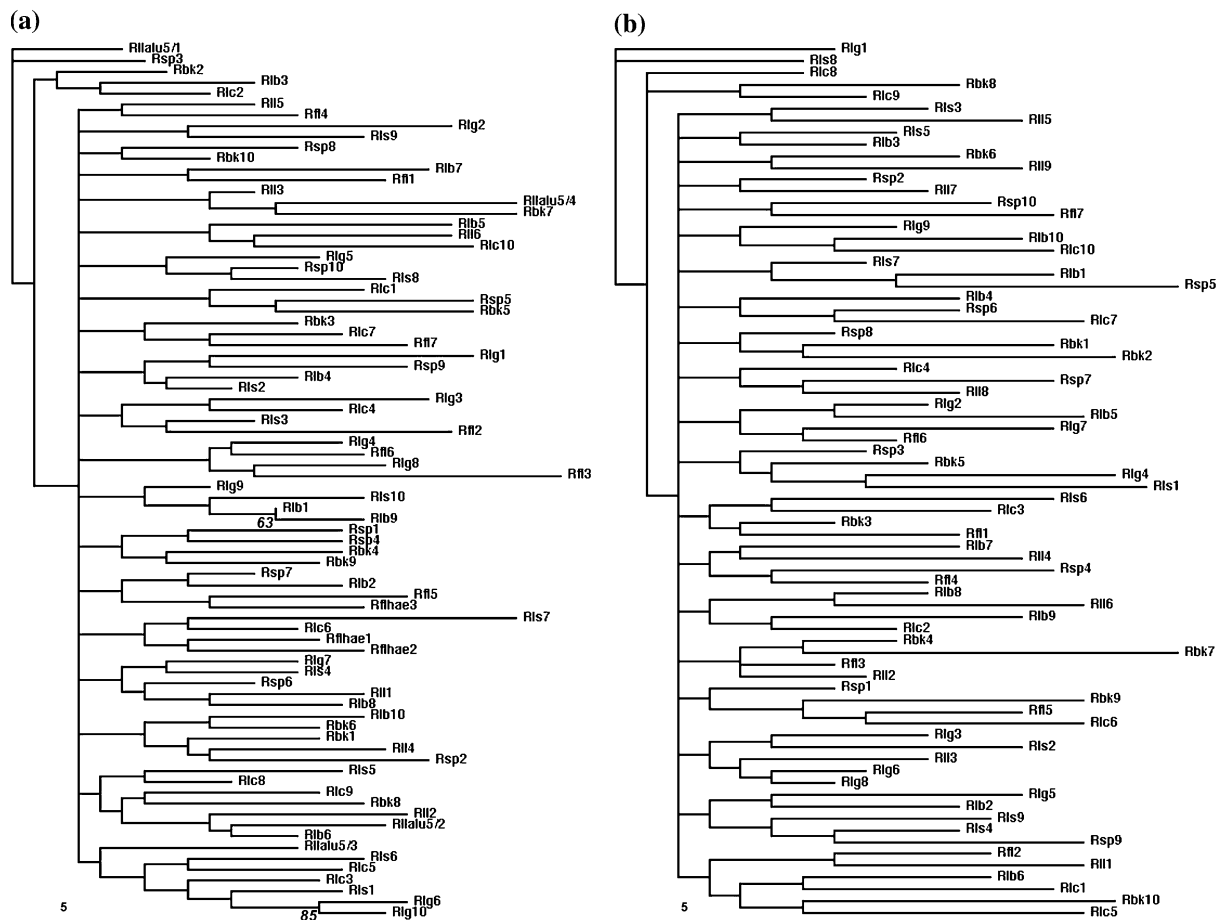 (a)
RIlalu5/1
Rsp3
Rbk2
Rlb3
Rlc2
Rll5
Rfl4
Rlg2
Rls9
Rsp8
Rbk10
Rlb7
Rfl1
Rll3
Rllalu5/4
Rbk7
Rlb5
Rll6
Rlc10
Rlg5
Rsp10
Rls8
Rlc1
Rsp5
Rbk5
Rbk3
Rlc7
Rfl7
Rlg1
Rsp9
Rlb4
Rls2
Rlg3
Rlc4
Rls3
Rfl2
Rlg4
Rfl6
Rlg8
Rfl3
Rlg9
Rls10
Rlb1
63
Rlb9
Rsp1
Rsp4
Rbk4
Rbk9
Rsp7
Rlb2
Rfl5
Rflhae3
Rls7
Rlc6
Rflhae1
Rflhae2
Rlg7
Rls4
Rsp6
Rll1
Rlb8
Rlb10
Rbk6
Rbk1
Rll4
Rsp2
Rls5
Rlc8
Rlc9
Rbk8
Rll2
Rllalu5/2
Rlb6
Rllalu5/3
Rls6
Rlc5
Rlc3
Rls1
Rlg6
5
85
Rlg10
(b)
Rlg1
Rls8
Rlc8
Rbk8
Rlc9
Rls3
Rll5
Rls5
Rlb3
Rbk6
Rll9
Rsp2
Rll7
Rsp10
Rfl7
Rlg9
Rlb10
Rlc10
Rls7
Rlb1
Rsp5
Rlb4
Rsp6
Rlc7
Rsp8
Rbk1
Rbk2
Rlc4
Rsp7
Rll8
Rlg2
Rlb5
Rlg7
Rfl6
Rsp3
Rbk5
Rlg4
Rls1
Rls6
Rlc3
Rbk3
Rfl1
Rlb7
Rll4
Rsp4
Rfl4
Rlb8
Rll6
Rlb9
Rlc2
Rbk4
Rbk7
Rfl3
Rll2
Rsp1
Rbk9
Rfl5
Rlc6
Rlg3
Rls2
Rll3
Rlg6
Rlg8
Rlg5
Rlb2
Rls9
Rls4
Rsp9
Rfl2
Rll1
Rlb6
Rlc1
Rbk10
5
Rlc5